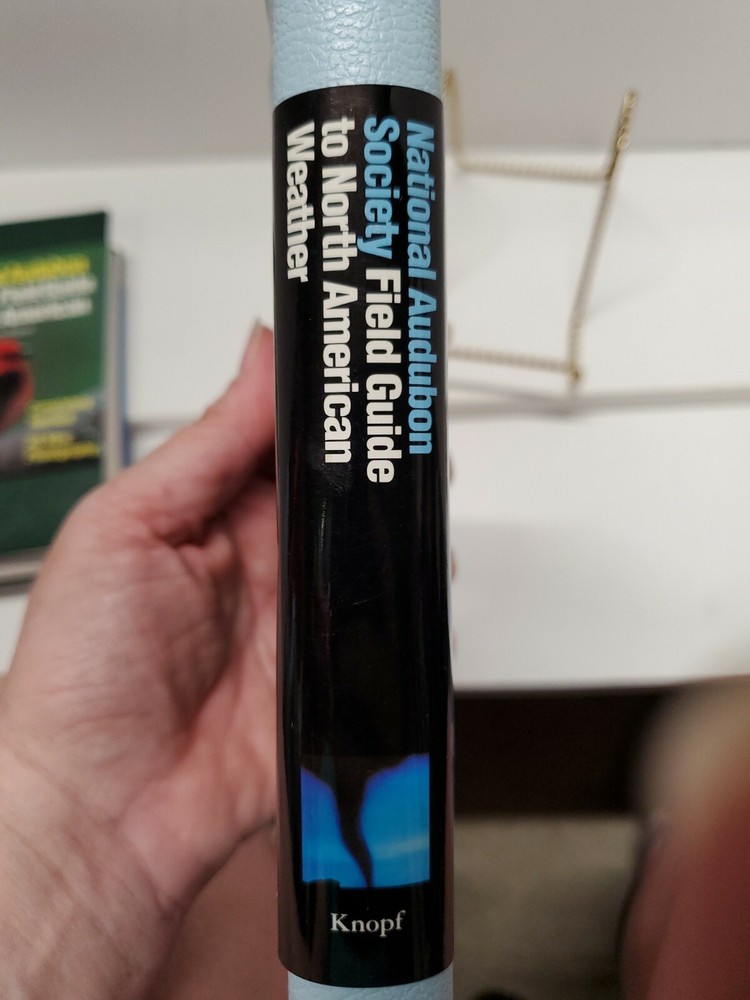 National Audubon
Society Field Guide
to North American
Weather
Knopf